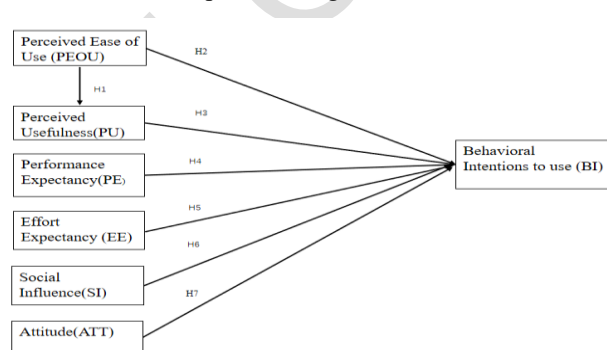 Perceived Ease of
Use (PEOU)
H2
H1
Perceived
Usefulness(PU)
H3
Performance
Expectancy(PE)
H4
Behavioral
Intentions to use (BI)
Effort
Expectancy (EE)
H5
H6
Social
Influence(SI)
H7
Attitude(ATT)